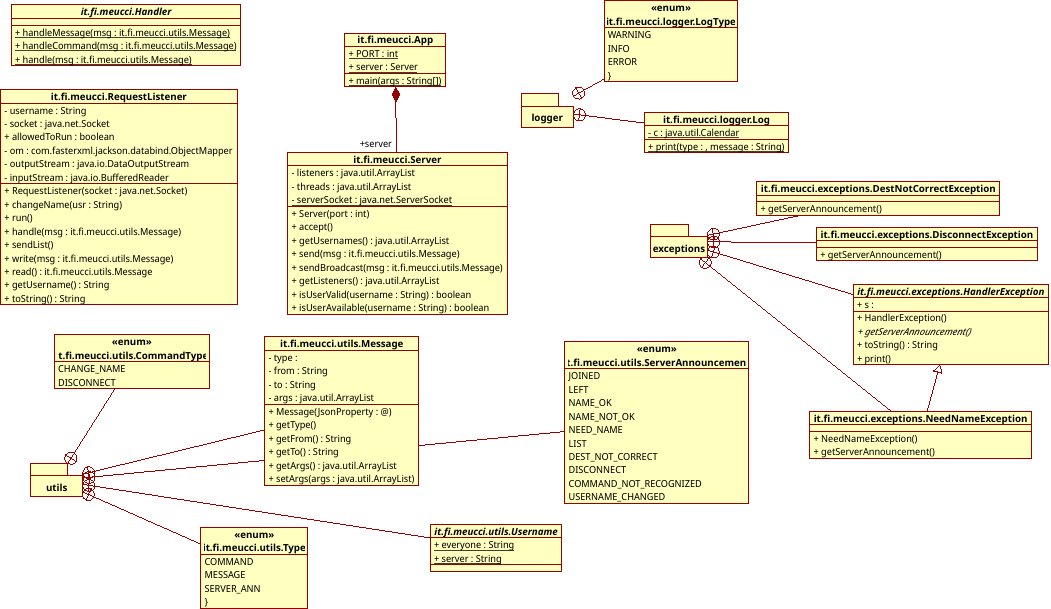 it.fi.meucci.Handler
+ handleMessage(msg : it.fi.meucci.utils.Message)
+ handleCommand(msg : it.fi.meucci.utils.Message)
+ handle(msg : it.fi.meucci.utils.Message)
it.fi.meucci.App
+ PORT : int
+ server : Server
+ main(args : String[])
«enum»
it.fi.meucci.logger.LogType
WARNING
INFO
ERROR
}
logger
it.fi.meucci.logger.Log
- c : java.util.Calendar
+ print(type : , message : String)
it.fi.meucci.RequestListener
- username : String
- socket : java.net.Socket
+ allowedToRun : boolean
- om : com.fasterxml.jackson.databind.ObjectMapper
- outputStream : java.io.DataOutputStream
- inputStream : java.io.BufferedReader
+ RequestListener(socket : java.net.Socket)
+ changeName(usr : String)
+ run()
+ handle(msg : it.fi.meucci.utils.Message)
+ sendList()
+ write(msg : it.fi.meucci.utils.Message)
+ read() : it.fi.meucci.utils.Message
+ getUsername() : String
+ toString() : String
+server
it.fi.meucci.Server
- listeners : java.util.ArrayList
- threads : java.util.ArrayList
- serverSocket : java.net.ServerSocket
+ Server(port : int)
+ accept()
+ getUsernames() : java.util.ArrayList
+ send(msg : it.fi.meucci.utils.Message)
+ sendBroadcast(msg : it.fi.meucci.utils.Message)
+ getListeners() : java.util.ArrayList
+ isUserValid(username : String) : boolean
+ isUserAvailable(username : String) : boolean
it.fi.meucci.exceptions.DestNotCorrectException
+ getServerAnnouncement()
exceptions
it.fi.meucci.exceptions.DisconnectException
+ getServerAnnouncement()
it.fi.meucci.exceptions.HandlerException
+ s :
+ HandlerException()
+ getServerAnnouncement()
+ toString() : String
+ print()
it.fi.meucci.exceptions.NeedNameException
+ NeedNameException()
+ getServerAnnouncement()
«enum»
t.fi.meucci.utils.CommandType
CHANGE_NAME
DISCONNECT
it.fi.meucci.utils.Message
- type :
- from : String
- to : String
- args : java.util.ArrayList
+ Message(JsonProperty : @)
+ getType()
+ getFrom() : String
+ getTo() : String
+ getArgs() : java.util.ArrayList
+ setArgs(args : java.util.ArrayList)
«enum»
t.fi.meucci.utils.ServerAnnouncemen
JOINED
LEFT
NAME_OK
NAME_NOT_OK
NEED_NAME
LIST
DEST_NOT_CORRECT
DISCONNECT
COMMAND_NOT_RECOGNIZED
USERNAME_CHANGED
utils
«enum»
it.fi.meucci.utils.Type
COMMAND
MESSAGE
SERVER_ANN
}
it.fi.meucci.utils.Username
+ everyone : String
+ server : String